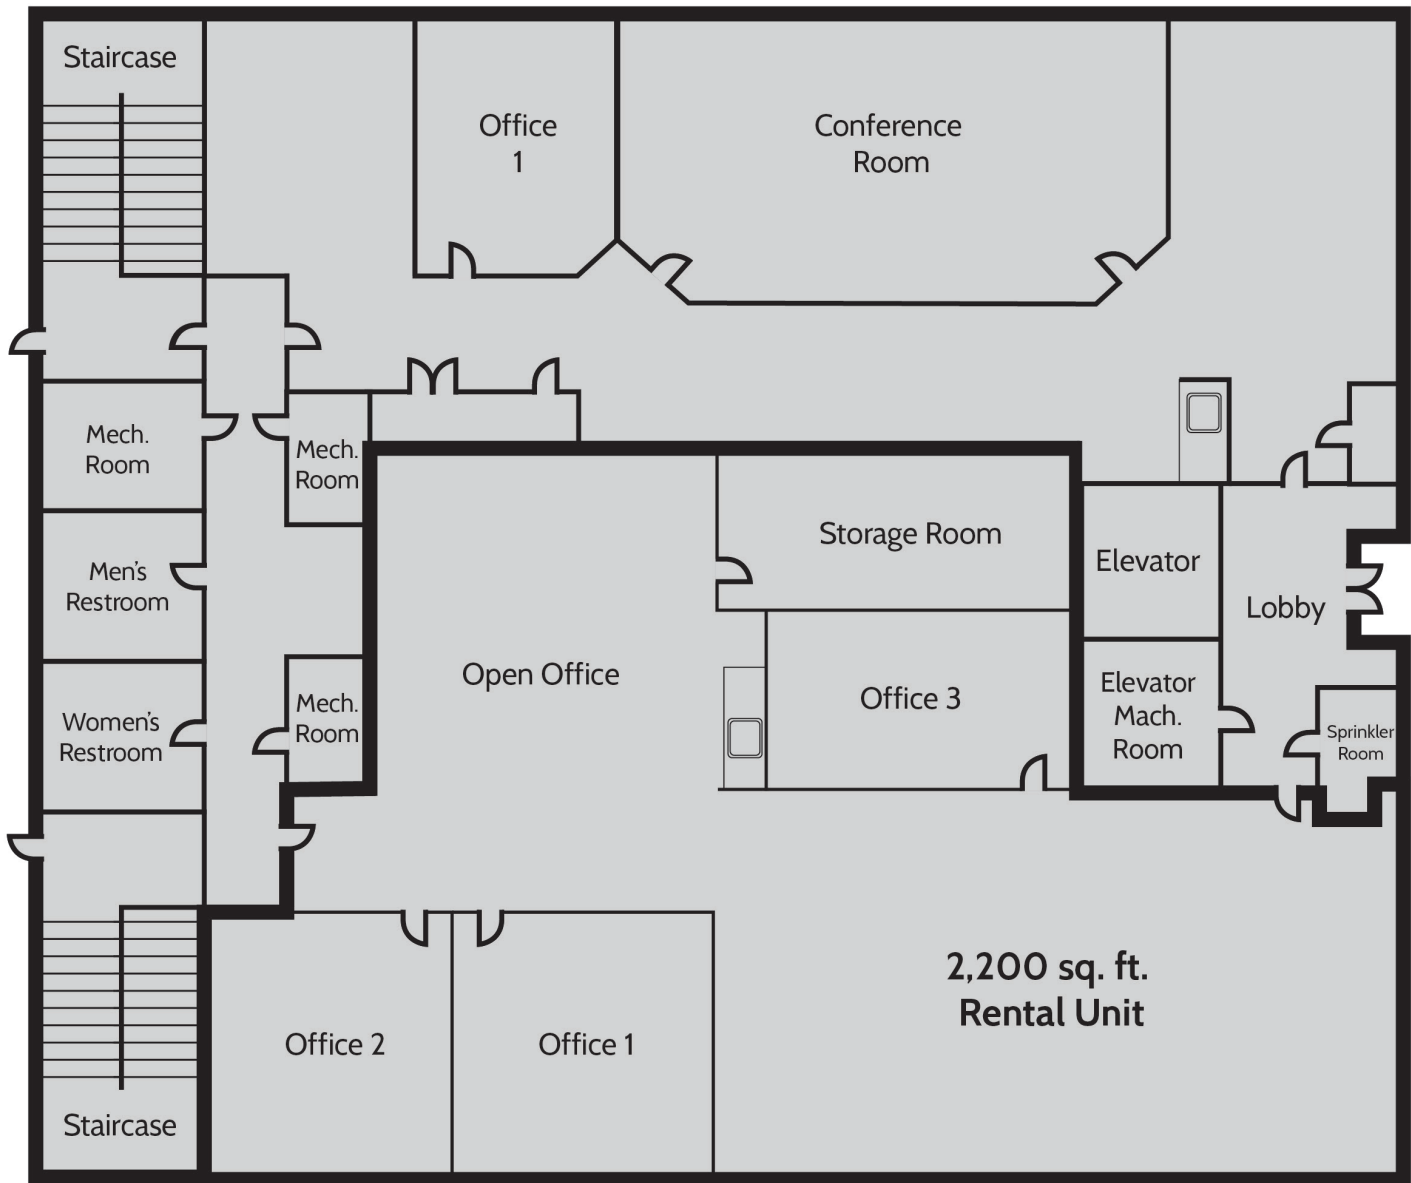 Staircase
Office
1
Conference
Room
Mech.
Room
Mech.
Room
Men's
Restroom
Storage Room
Elevator
Lobby
Open Office
Office 3
Elevator
Mach.
Room
Women's
Restroom
Mech.
Room
Sprinkler
Room
2,200 sq. ft.
Rental Unit
Office 2
Office 1
Staircase